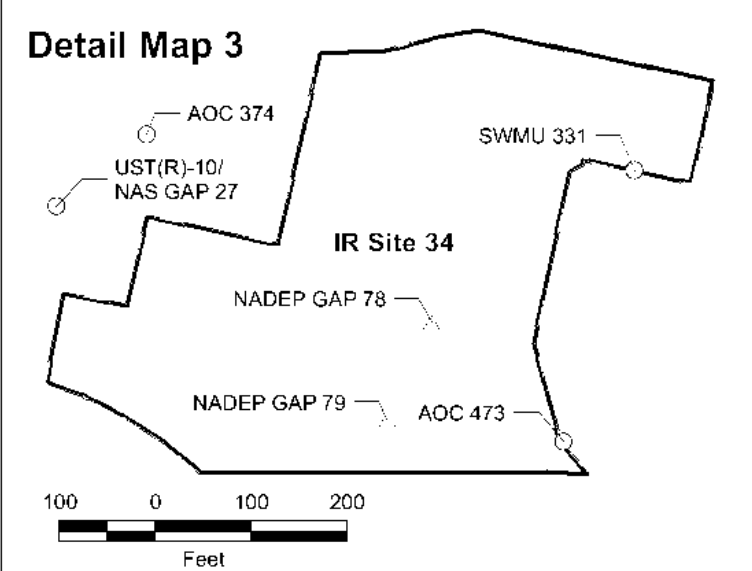 Detail Map 3
AOC 374
SWMU 331
UST(R)-10/
NAS GAP 27
IR Site 34
NADEP GAP 78
NADEP GAP 79
AOC 473
100 0 100 200
Feet